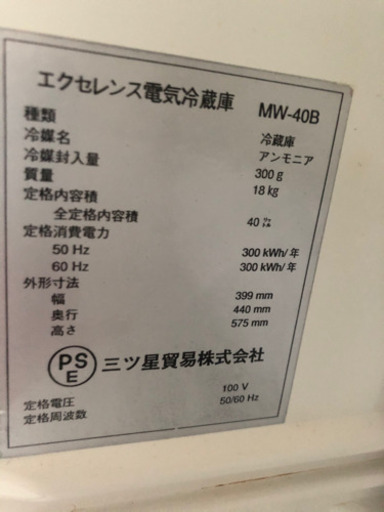 エクセレンス電気冷蔵庫 MW-40B
種類 冷蔵庫
冷媒名 アンモニア
冷媒封入量 300 g
質量 18 kg
定格内容積
全定格内容積 40 リットル
定格消費電力
50 Hz 300 kWh/年
60 Hz 300 kWh/年
外形寸法
幅 399 mm
奥行 440 mm
高さ 575 mm
PSE 三ツ星貿易株式会社
定格電圧 100 V
定格周波数 50/60 Hz